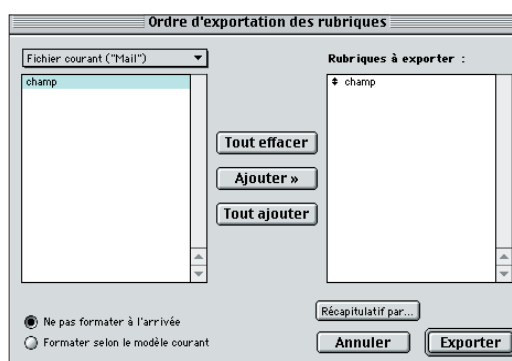 Ordre d'exportation des rubriques
Fichier courant ("Mail")
Rubriques à exporter :
champ
champ
Tout effacer
Ajouter »
Tout ajouter
Récapitulatif par...
Ne pas formater à l'arrivée
Formater selon le modèle courant
Annuler
Exporter